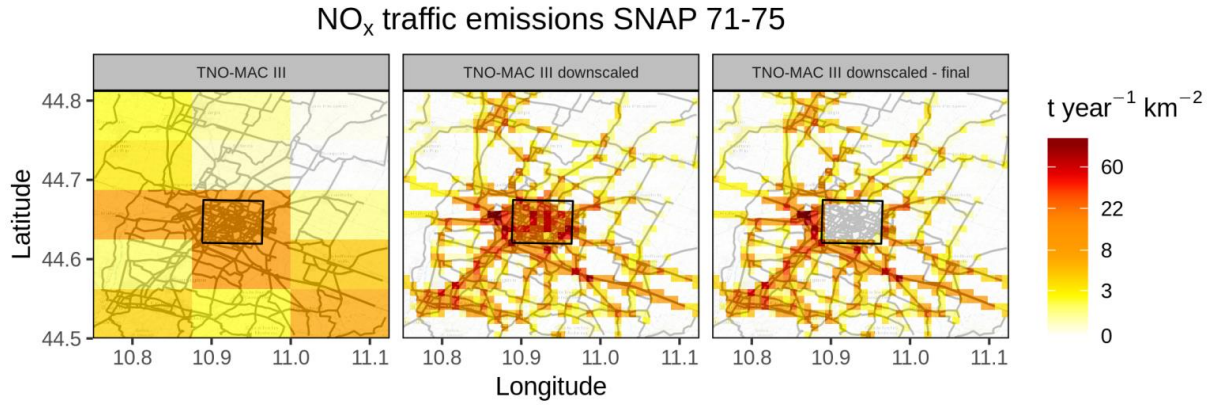 NOx traffic emissions SNAP 71-75
TNO-MAC III
TNO-MAC III downscaled
TNO-MAC III downscaled - final
t year−1 km−2
44.8
44.7
44.6
44.5
Latitude
10.8 10.9 11.0 11.1
10.8 10.9 11.0 11.1
10.8 10.9 11.0 11.1
Longitude
60
22
8
3
0